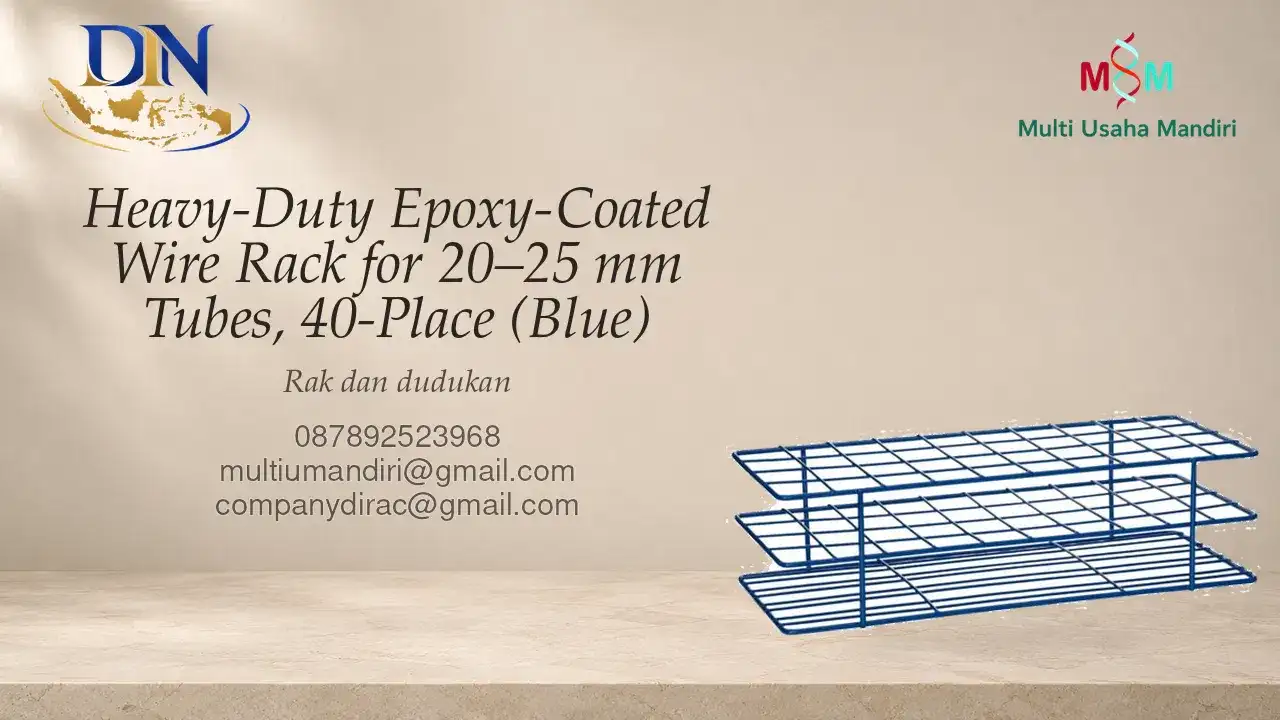 DIN
M M
Multi Usaha Mandiri
Heavy-Duty Epoxy-Coated
Wire Rack for 20–25 mm
Tubes, 40-Place (Blue)
Rak dan dudukan
087892523968
multiumandiri@gmail.com
companydirac@gmail.com